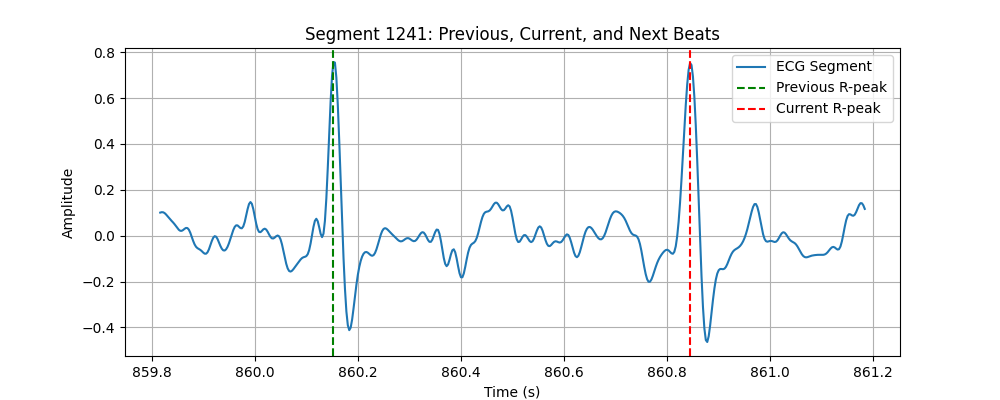 Segment 1241: Previous, Current, and Next Beats
0.8
0.6
0.4
0.2
0.0
−0.2
−0.4
Amplitude
ECG Segment
Previous R-peak
Current R-peak
859.8 860.0 860.2 860.4 860.6 860.8 861.0 861.2
Time (s)